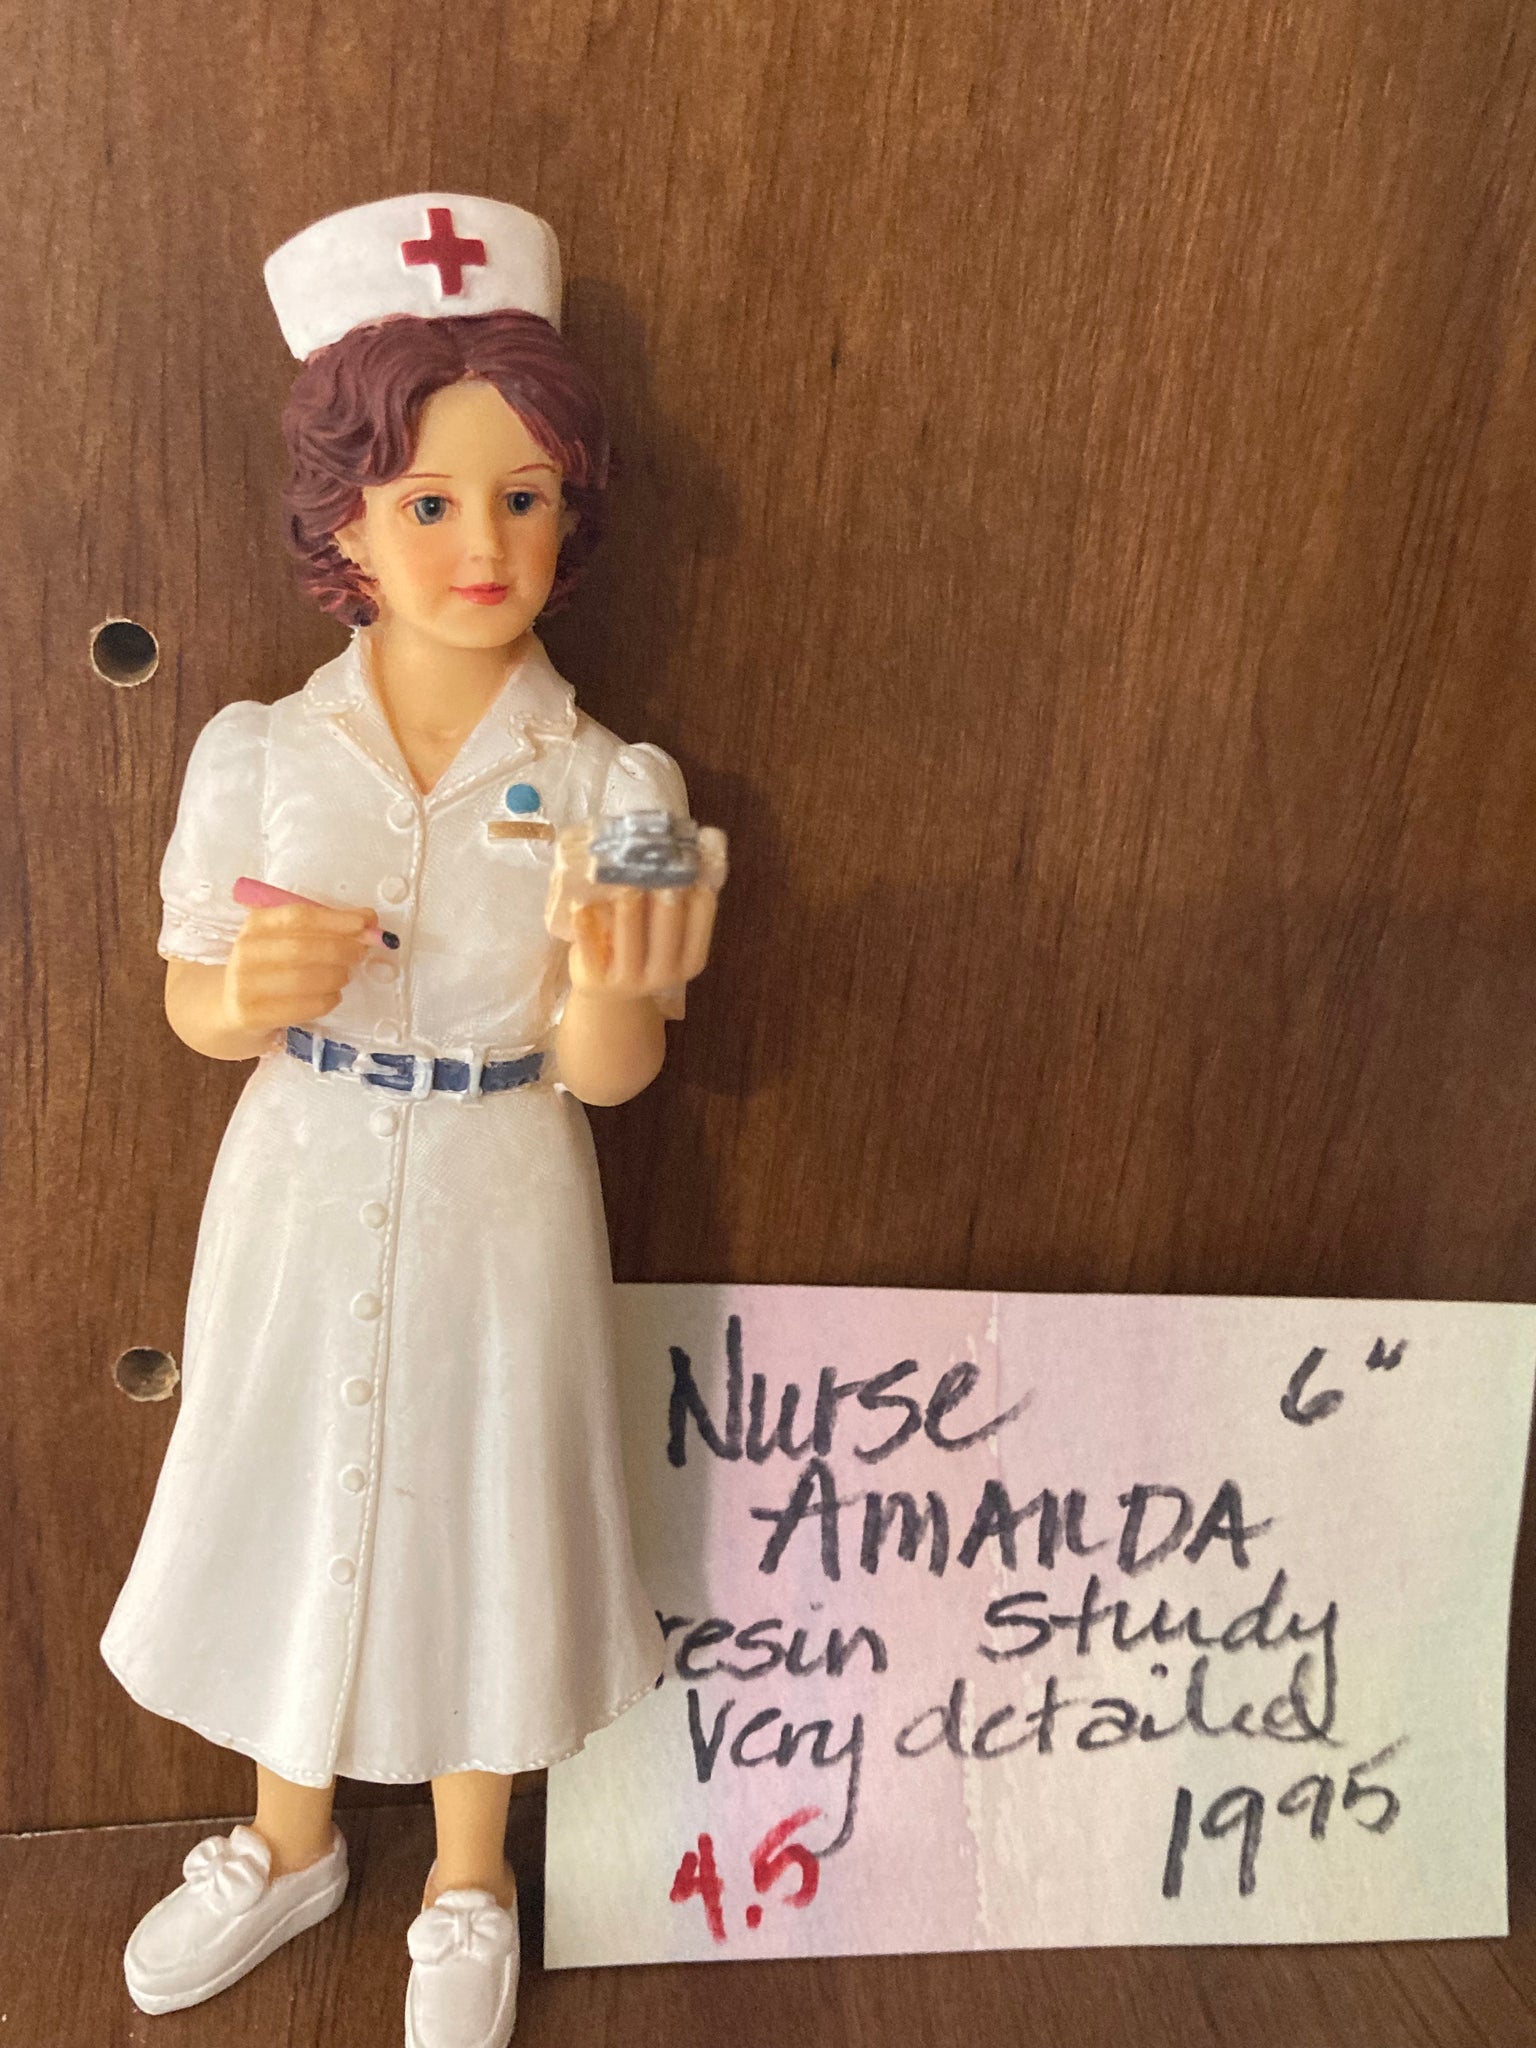 Nurse 6"
AMANDA
resin Sturdy
Very detailed
4.5 1995